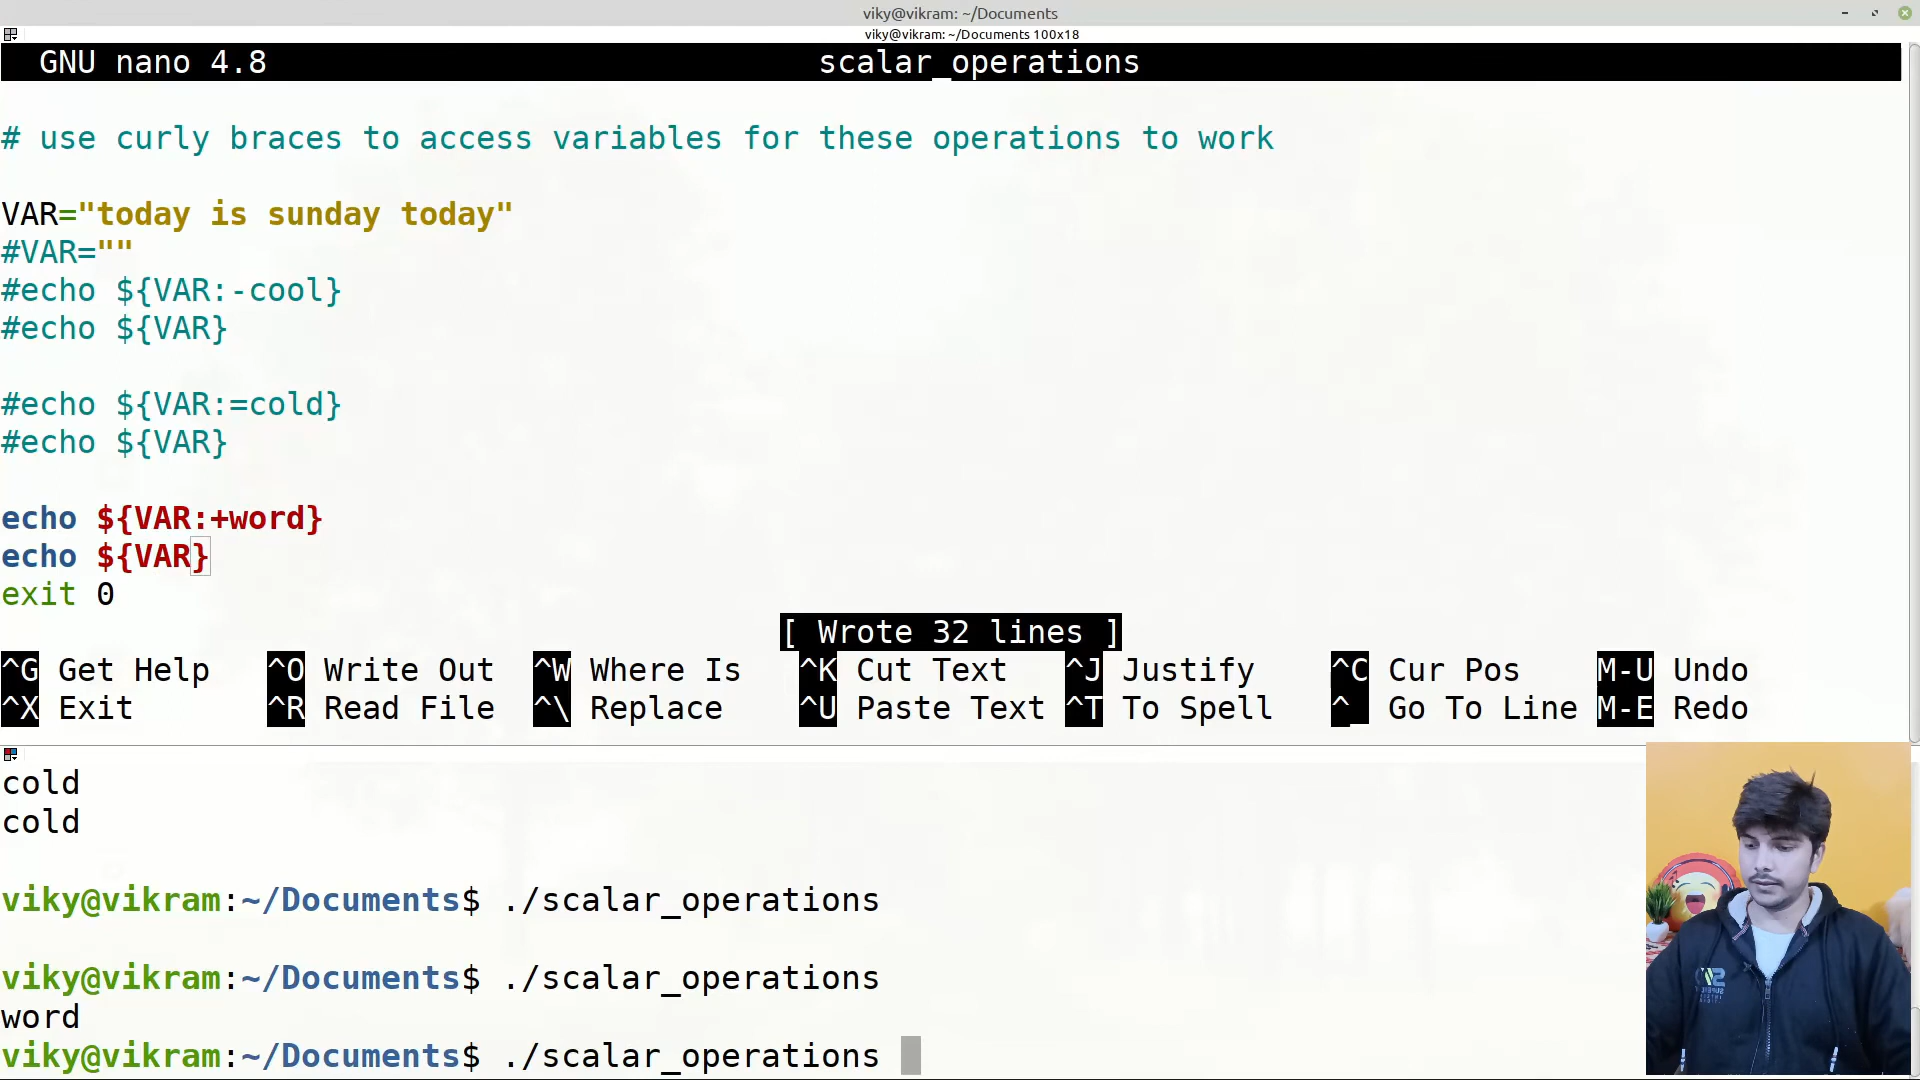 viky@vikram: ~/Documents
viky@vikram: ~/Documents 100x18
GNU nano 4.8 scalar_operations
# use curly braces to access variables for these operations to work
VAR="today is sunday today"
#VAR=""
#echo ${VAR:-cool}
#echo ${VAR}
#echo ${VAR:=cold}
#echo ${VAR}
echo ${VAR:+word}
echo ${VAR}
exit 0
[ Wrote 32 lines ]
^G Get Help ^O Write Out ^W Where Is ^K Cut Text ^J Justify ^C Cur Pos M-U Undo
^X Exit ^R Read File ^\ Replace ^U Paste Text ^T To Spell ^_ Go To Line M-E Redo
cold
cold
viky@vikram:~/Documents$ ./scalar_operations
viky@vikram:~/Documents$ ./scalar_operations
word
viky@vikram:~/Documents$ ./scalar_operations